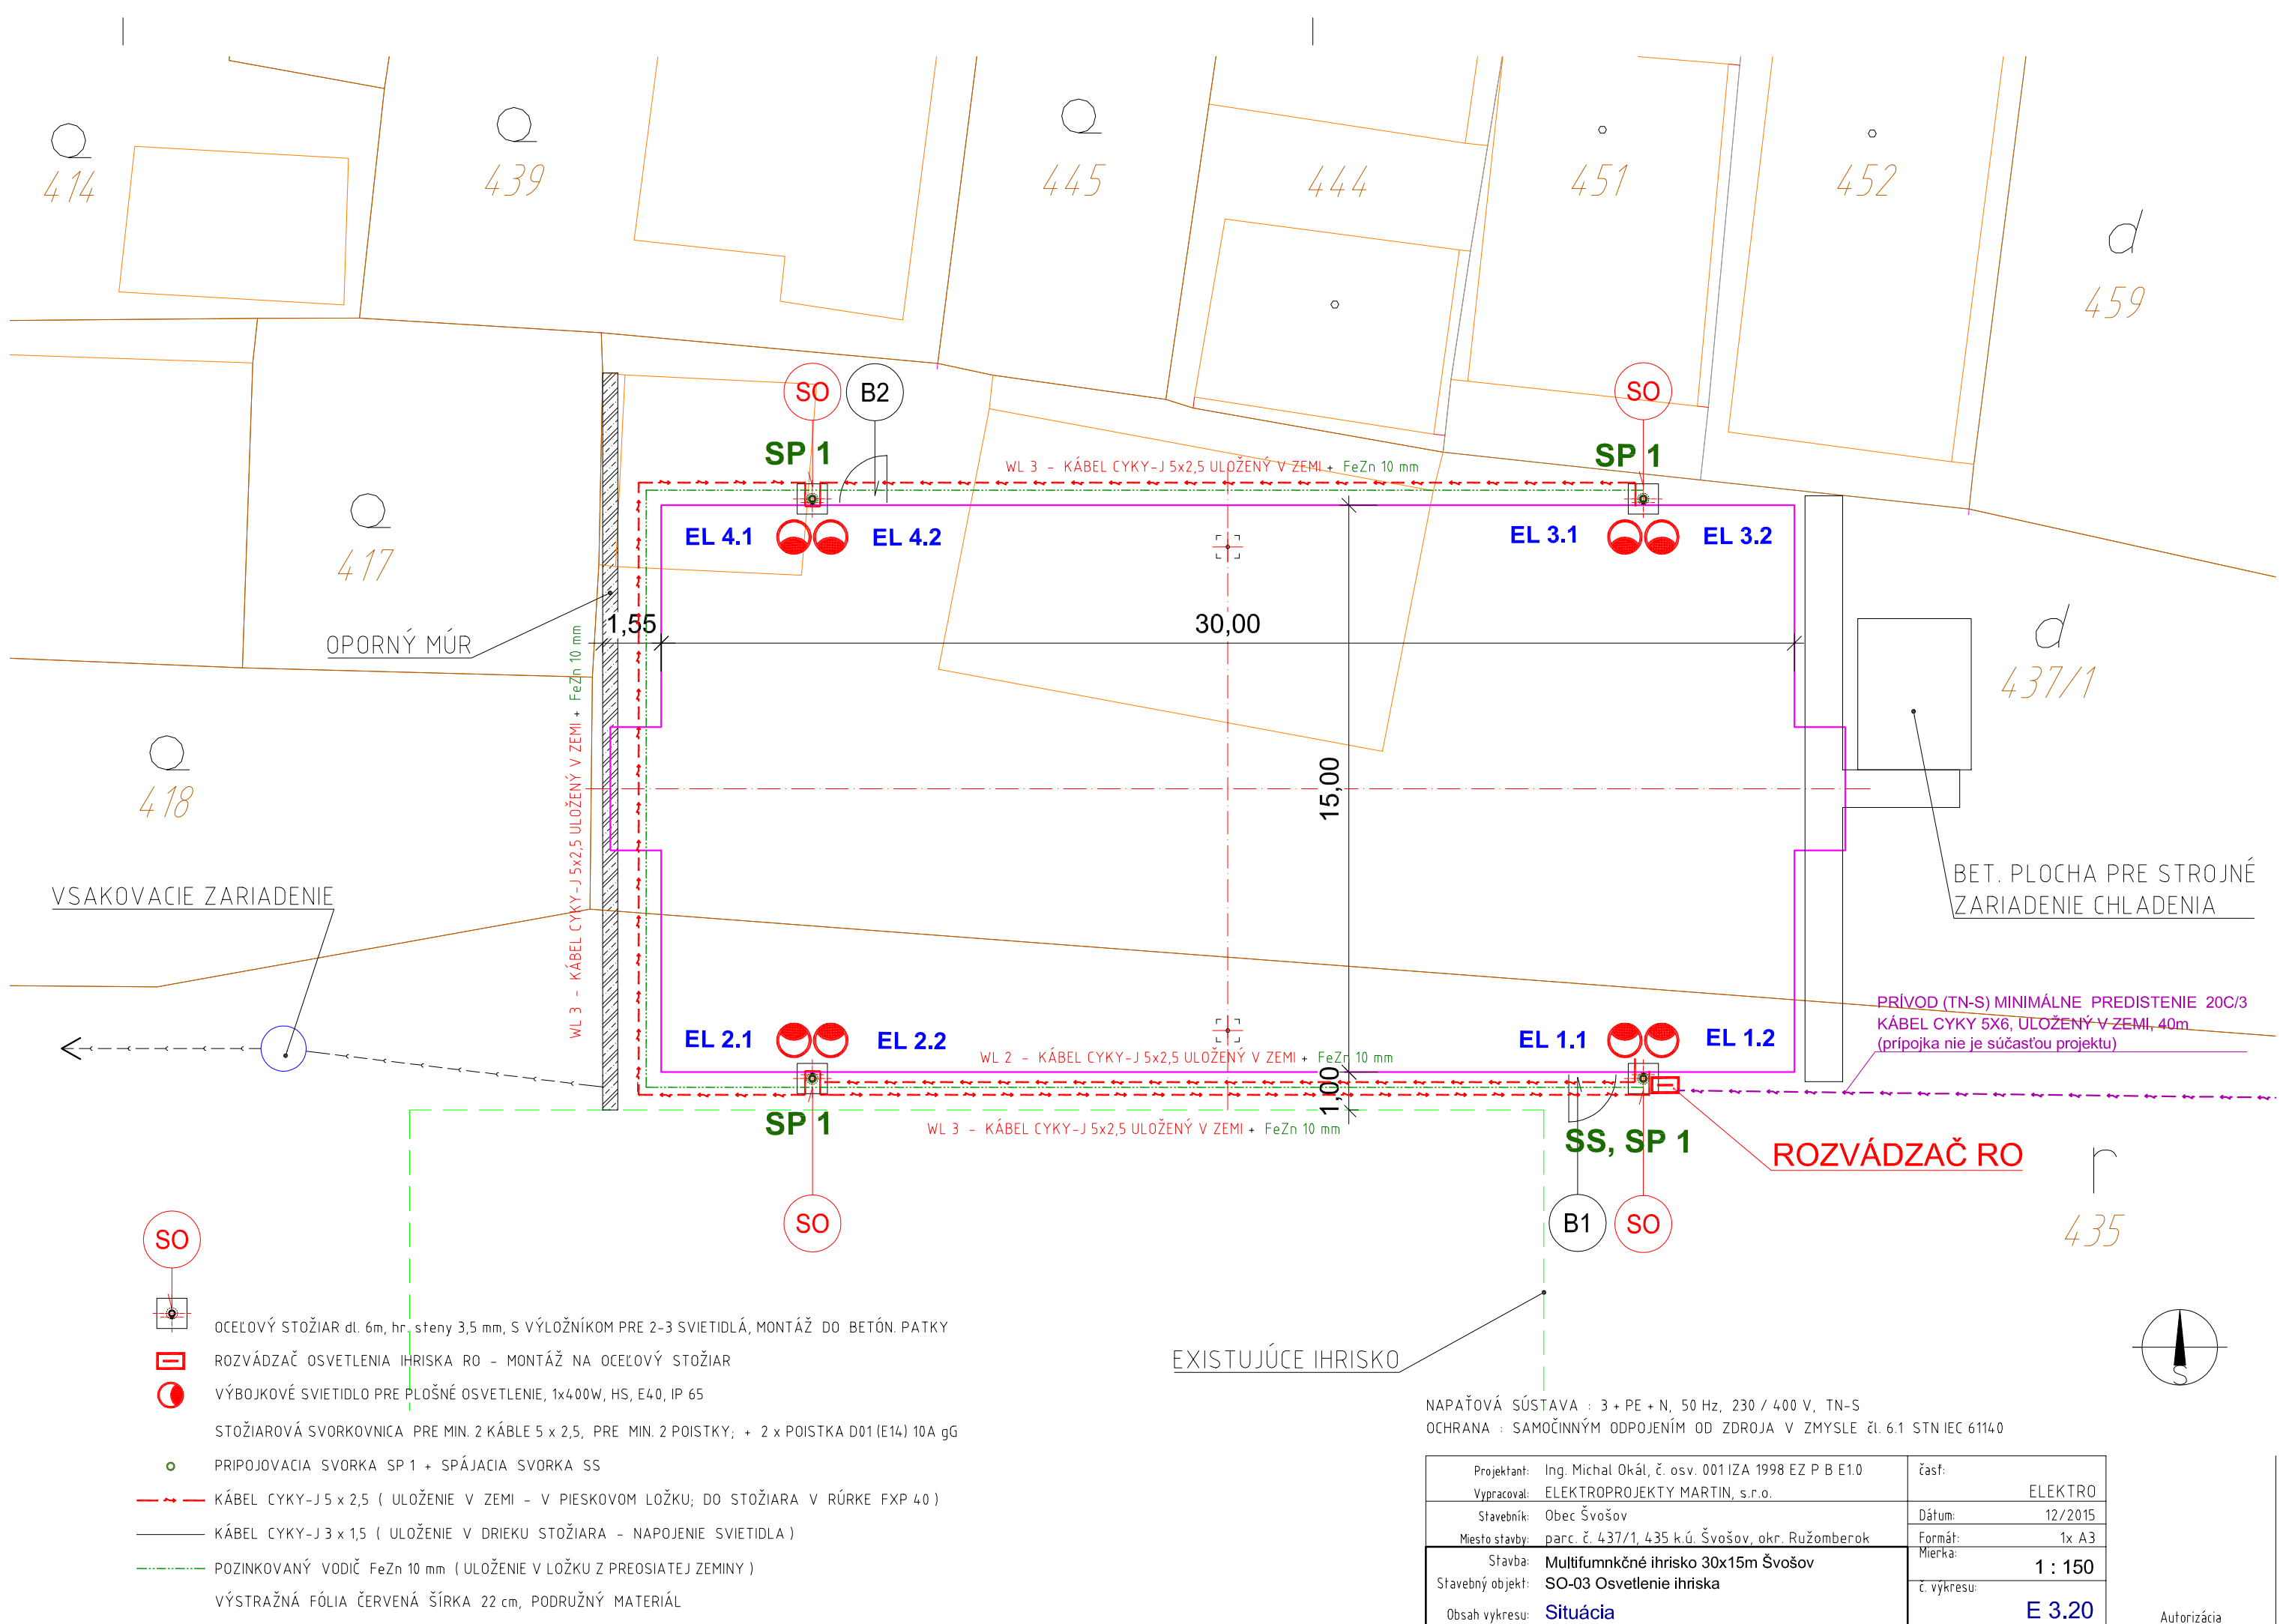 414
439
445
444
451
452
459
SO
B2
SO
SP 1
SP 1
WL 3 - KÁBEL CYKY-J 5x2,5 ULOŽENÝ V ZEMI + FeZn 10 mm
EL 4.1
EL 4.2
EL 3.1
EL 3.2
417
OPORNÝ MÚR
1,55
30,00
437/1
WL 3 - KÁBEL CYKY-J 5x2,5 ULOŽENÝ V ZEMI + FeZn 10 mm
15,00
418
VSAKOVACIE ZARIADENIE
BET. PLOCHA PRE STROJNÉ
ZARIADENIE CHLADENIA
PRÍVOD (TN-S) MINIMÁLNE PREDISTENIE 20C/3
KÁBEL CYKY 5X6, ULOŽENÝ V ZEMI, 40m
(prípojka nie je súčasťou projektu)
EL 2.1
EL 2.2
EL 1.1
EL 1.2
WL 2 - KÁBEL CYKY-J 5x2,5 ULOŽENÝ V ZEMI + FeZn 10 mm
1,00
SP 1
WL 3 - KÁBEL CYKY-J 5x2,5 ULOŽENÝ V ZEMI + FeZn 10 mm
SS, SP 1
ROZVÁDZAČ RO
r
435
SO
B1
SO
SO
EXISTUJÚCE IHRISKO
S
OCEĽOVÝ STOŽIAR dl. 6m, hr. steny 3,5 mm, S VÝLOŽNÍKOM PRE 2-3 SVIETIDLÁ, MONTÁŽ DO BETÓN. PATKY
ROZVÁDZAČ OSVETLENIA IHRISKA RO - MONTÁŽ NA OCEĽOVÝ STOŽIAR
VÝBOJKOVÉ SVIETIDLO PRE PLOŠNÉ OSVETLENIE, 1x400W, HS, E40, IP 65
STOŽIAROVÁ SVORKOVNICA PRE MIN. 2 KÁBLE 5 x 2,5, PRE MIN. 2 POISTKY; + 2 x POISTKA D01 (E14) 10A gG
PRIPOJOVACIA SVORKA SP 1 + SPÁJACIA SVORKA SS
KÁBEL CYKY-J 5 x 2,5 ( ULOŽENIE V ZEMI - V PIESKOVOM LOŽKU; DO STOŽIARA V RÚRKE FXP 40 )
KÁBEL CYKY-J 3 x 1,5 ( ULOŽENIE V DRIEKU STOŽIARA - NAPOJENIE SVIETIDLA )
POZINKOVANÝ VODIČ FeZn 10 mm ( ULOŽENIE V LOŽKU Z PREOSIATEJ ZEMINY )
VÝSTRAŽNÁ FÓLIA ČERVENÁ ŠÍRKA 22 cm, PODRUŽNÝ MATERIÁL
NAPAŤOVÁ SÚSTAVA : 3 + PE + N, 50 Hz, 230 / 400 V, TN-S
OCHRANA : SAMOČINNÝM ODPOJENÍM OD ZDROJA V ZMYSLE čl. 6.1 STN IEC 61140
Projektant: Ing. Michal Okál, č. osv. 001 IZA 1998 EZ P B E1.0
Vypracoval: ELEKTROPROJEKTY MARTIN, s.r.o.
časť: ELEKTRO
Stavebník: Obec Švošov
Dátum: 12/2015
Miesto stavby: parc. č. 437/1, 435 k.ú. Švošov, okr. Ružomberok
Formát: 1x A3
Stavba: Multifumnkčné ihrisko 30x15m Švošov
Mierka: 1 : 150
Stavebný objekt: SO-03 Osvetlenie ihriska
č. výkresu: E 3.20
Obsah vykresu: Situácia
Autorizácia